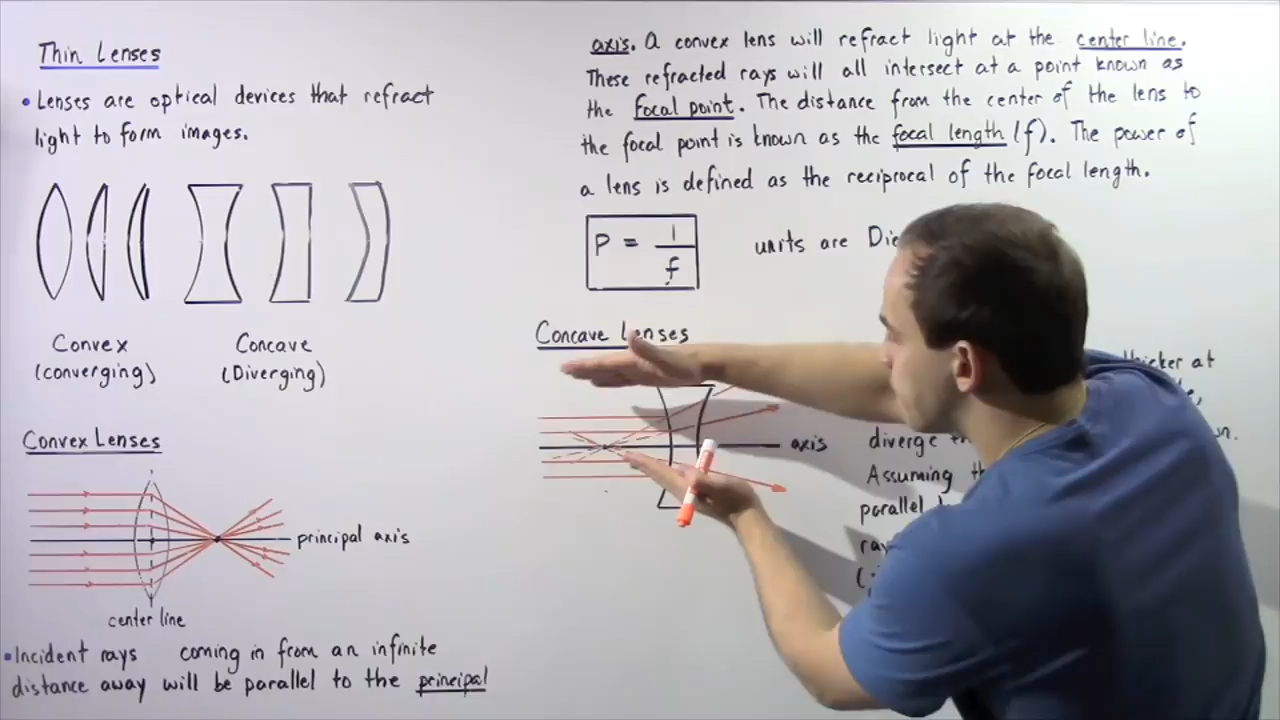 Thin Lenses
• Lenses are optical devices that refract
light to form images.
Convex
(converging)
Concave
(Diverging)
Convex Lenses
principal axis
center line
• Incident rays coming in from an infinite
distance away will be parallel to the principal
axis. A convex lens will refract light at the center line.
These refracted rays will all intersect at a point known as
the focal point. The distance from the center of the lens to
the focal point is known as the focal length (f). The power of
a lens is defined as the reciprocal of the focal length.
P = 1/f
units are
Concave Lenses
axis
thicker at
diverge
Assuming
parallel